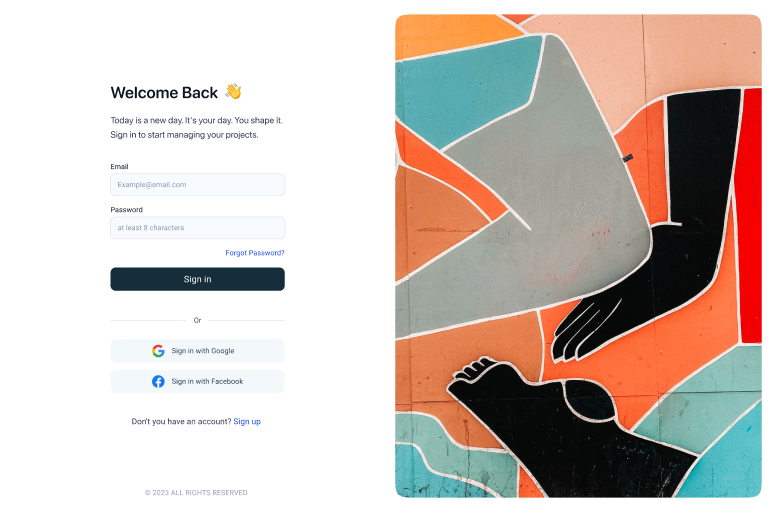 Welcome Back 👋
Today is a new day. It's your day. You shape it.
Sign in to start managing your projects.
Email
Example@email.com
Password
at least 8 characters
Forgot Password?
Sign in
Or
Sign in with Google
Sign in with Facebook
Don't you have an account? Sign up
© 2023 ALL RIGHTS RESERVED